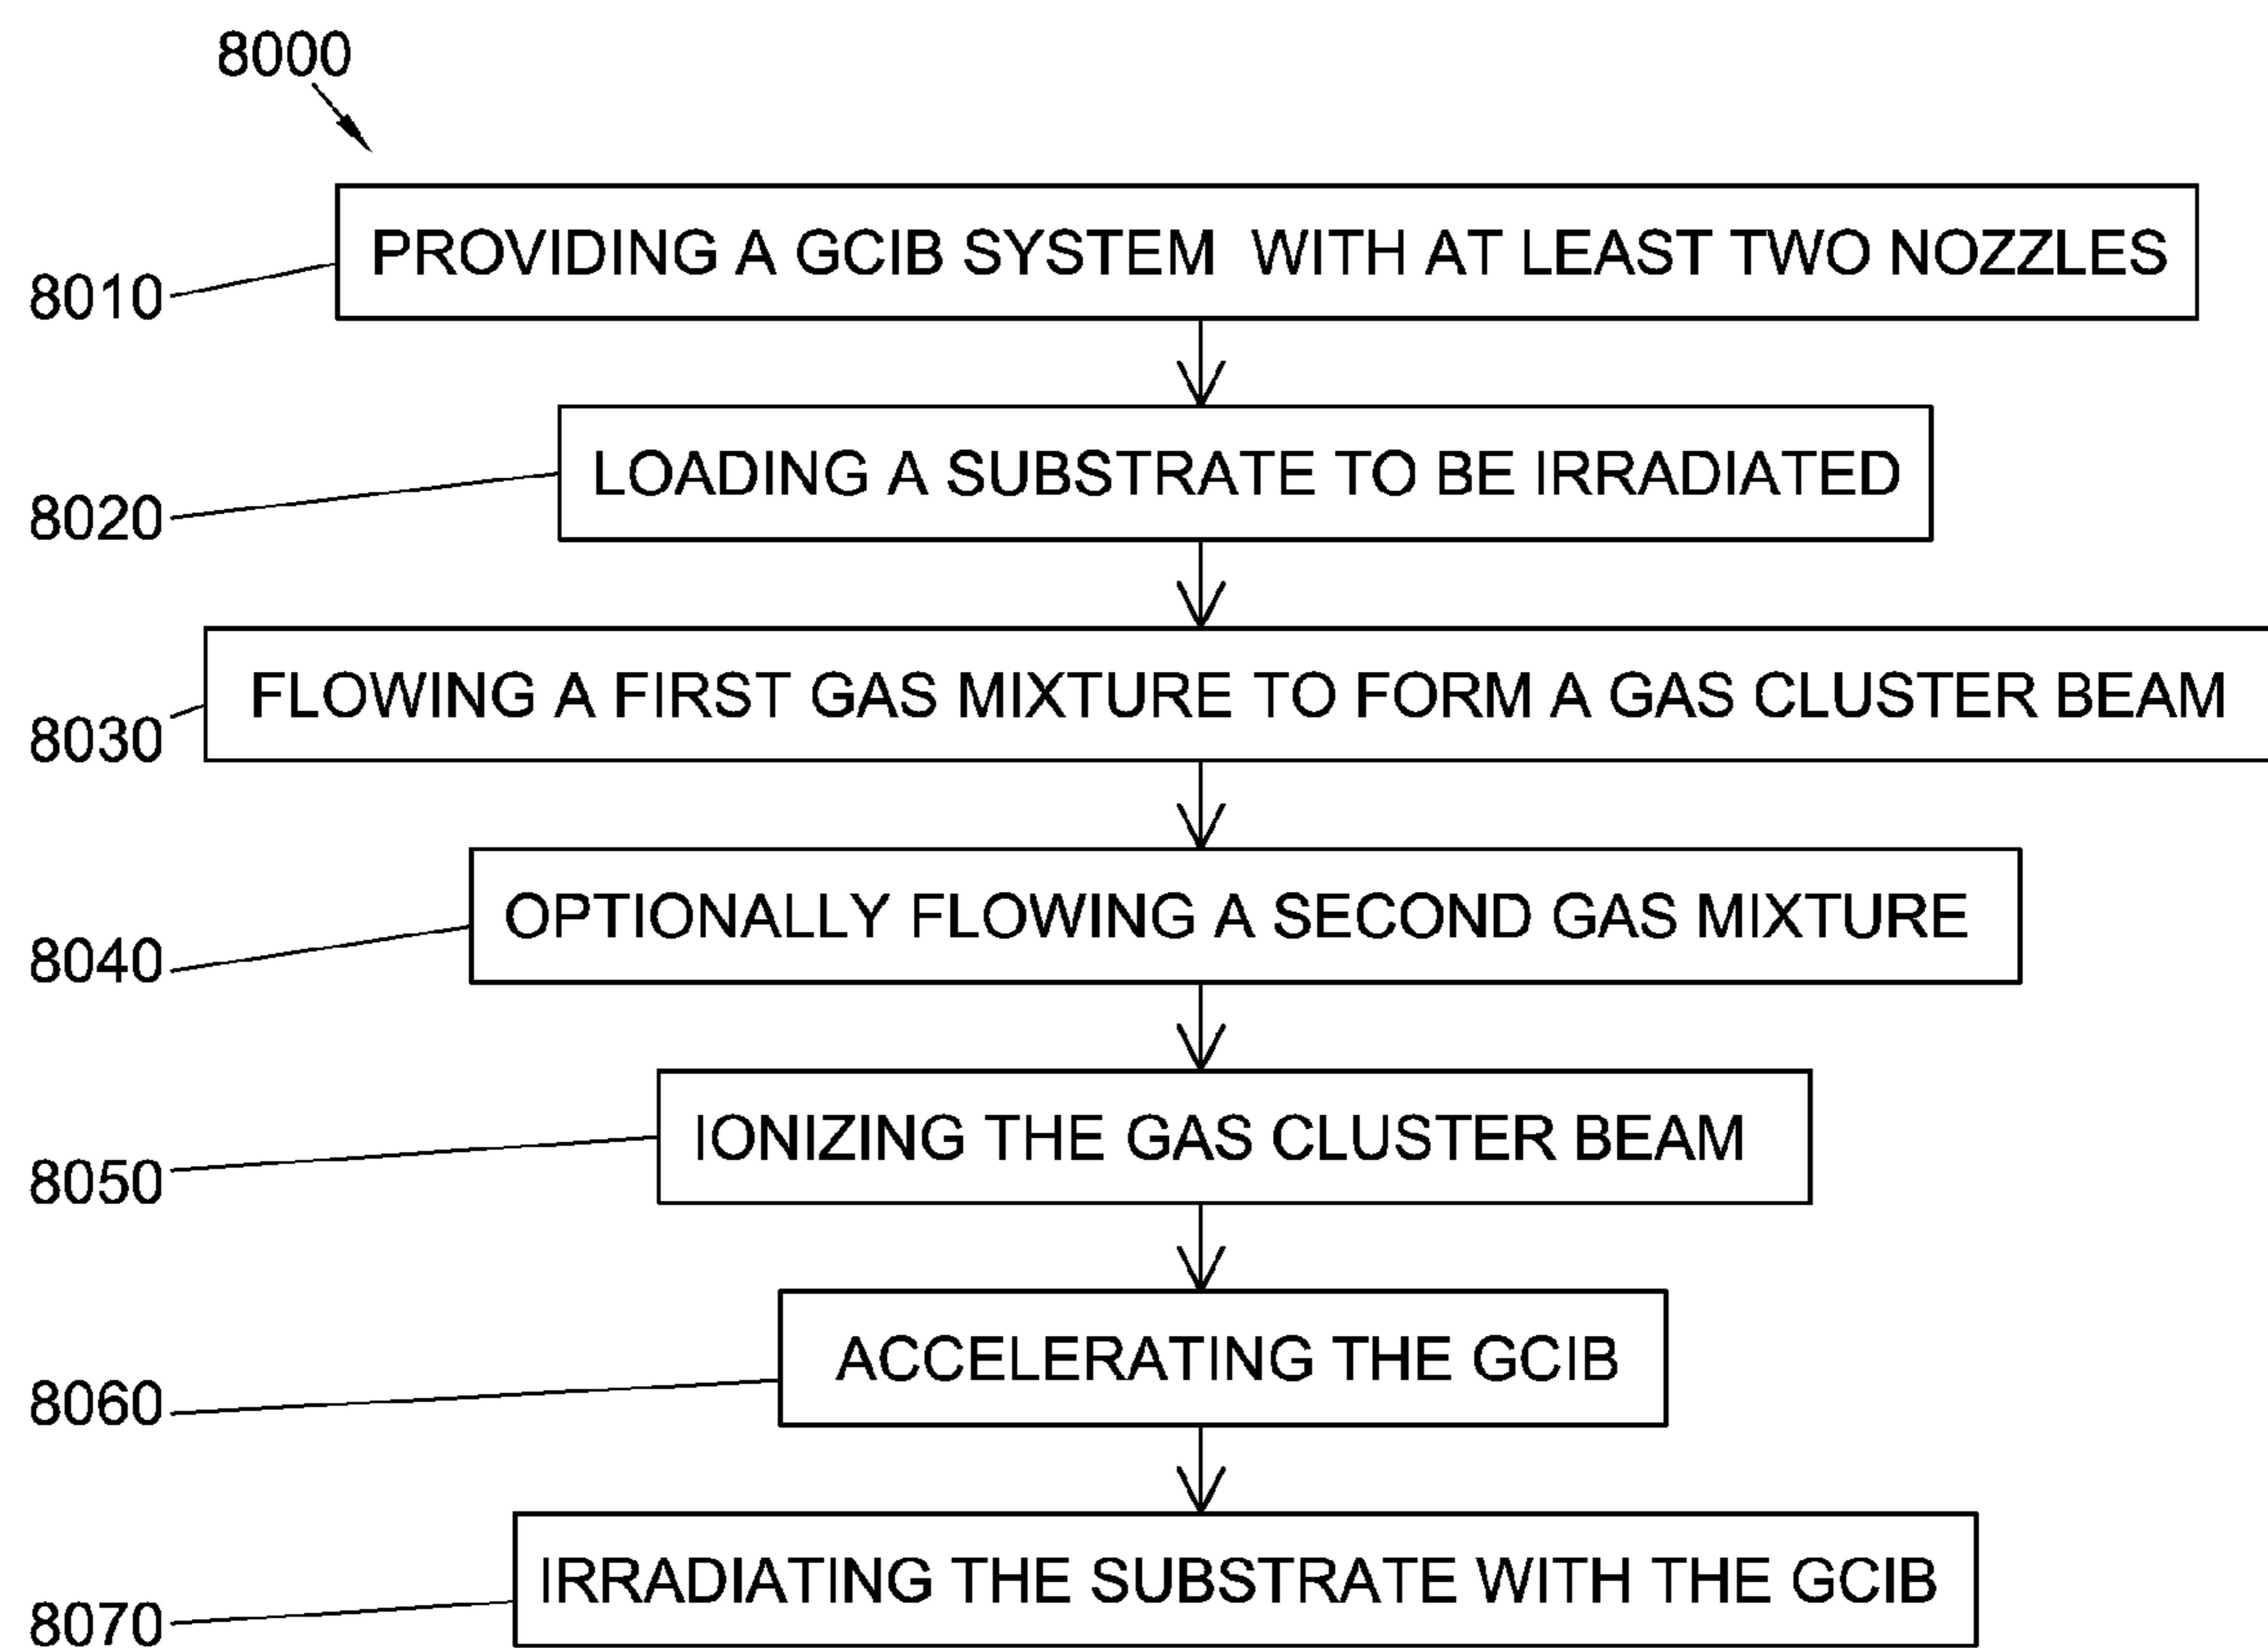 8000
PROVIDING A GCIB SYSTEM WITH AT LEAST TWO NOZZLES
8010
LOADING A SUBSTRATE TO BE IRRADIATED
8020
FLOWING A FIRST GAS MIXTURE TO FORM A GAS CLUSTER BEAM
8030
OPTIONALLY FLOWING A SECOND GAS MIXTURE
8040
IONIZING THE GAS CLUSTER BEAM
8050
ACCELERATING THE GCIB
8060
IRRADIATING THE SUBSTRATE WITH THE GCIB
8070